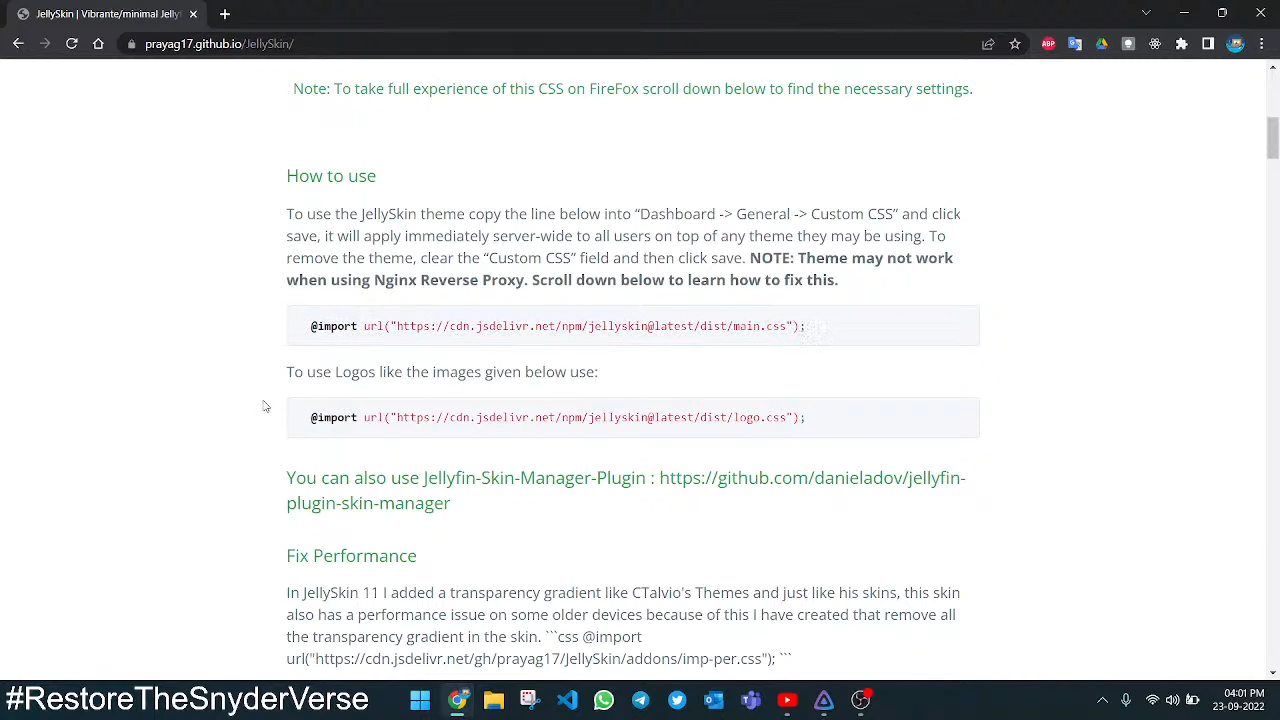 JellySkin | Vibrante/minimal Jelly
prayag17.github.io/JellySkin/
ABP
Note: To take full experience of this CSS on FireFox scroll down below to find the necessary settings.
How to use
To use the JellySkin theme copy the line below into “Dashboard -> General -> Custom CSS” and click
save, it will apply immediately server-wide to all users on top of any theme they may be using. To
remove the theme, clear the “Custom CSS” field and then click save. NOTE: Theme may not work
when using Nginx Reverse Proxy. Scroll down below to learn how to fix this.
@import url("https://cdn.jsdelivr.net/npm/jellyskin@latest/dist/main.css");
To use Logos like the images given below use:
@import url("https://cdn.jsdelivr.net/npm/jellyskin@latest/dist/logo.css");
You can also use Jellyfin-Skin-Manager-Plugin : https://github.com/danieladov/jellyfin-
plugin-skin-manager
Fix Performance
In JellySkin 11 I added a transparency gradient like CTalvio's Themes and just like his skins, this skin
also has a performance issue on some older devices because of this I have created that remove all
the transparency gradient in the skin. ```css @import
url("https://cdn.jsdelivr.net/gh/prayag17/JellySkin/addons/imp-per.css"); ```
#RestoreTheSnyderVerse
04:01 PM
23-09-2022